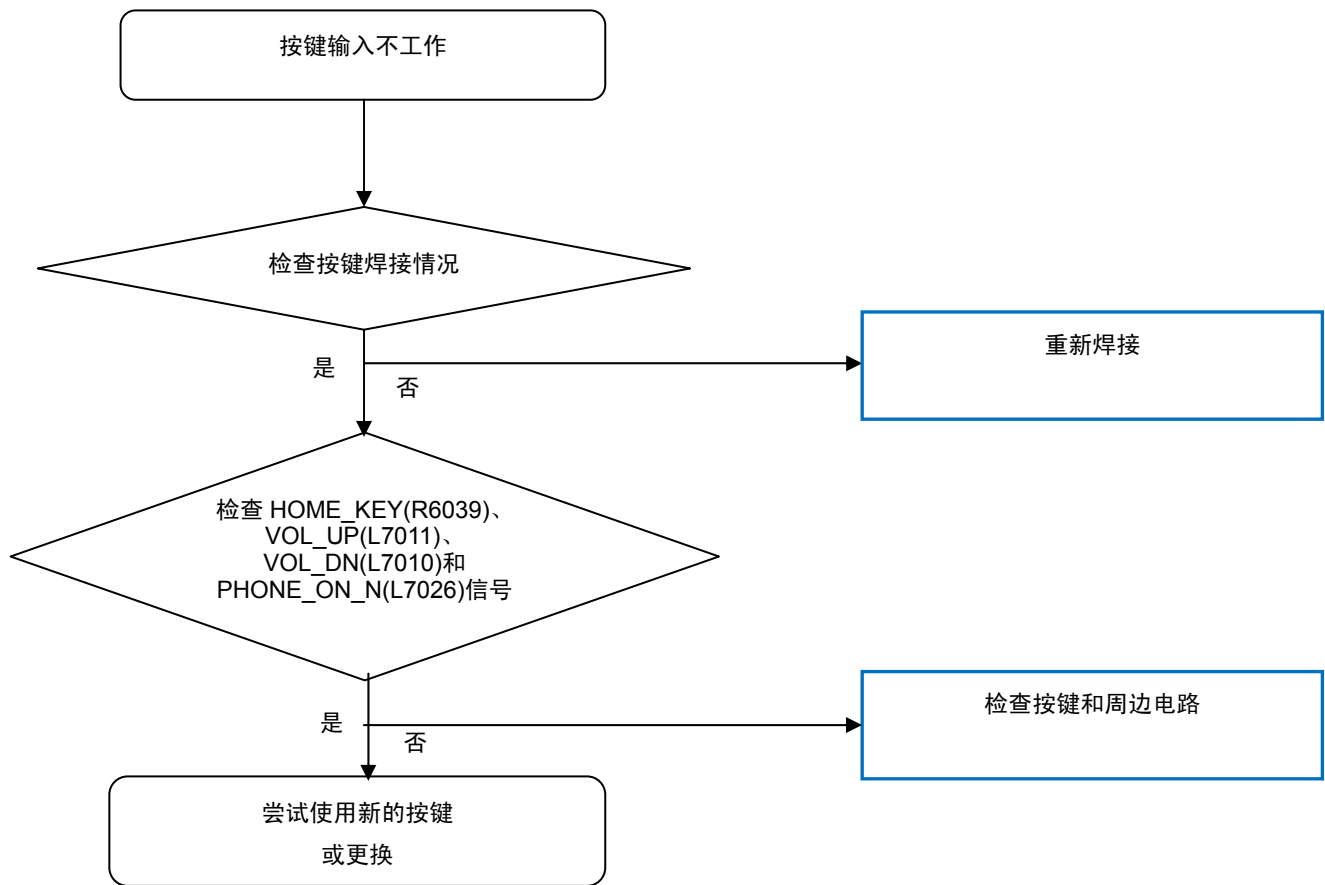 按键输入不工作
检查按键焊接情况
是
否
重新焊接
检查 HOME_KEY(R6039)、
VOL_UP(L7011)、
VOL_DN(L7010)和
PHONE_ON_N(L7026)信号
是
否
检查按键和周边电路
尝试使用新的按键
或更换